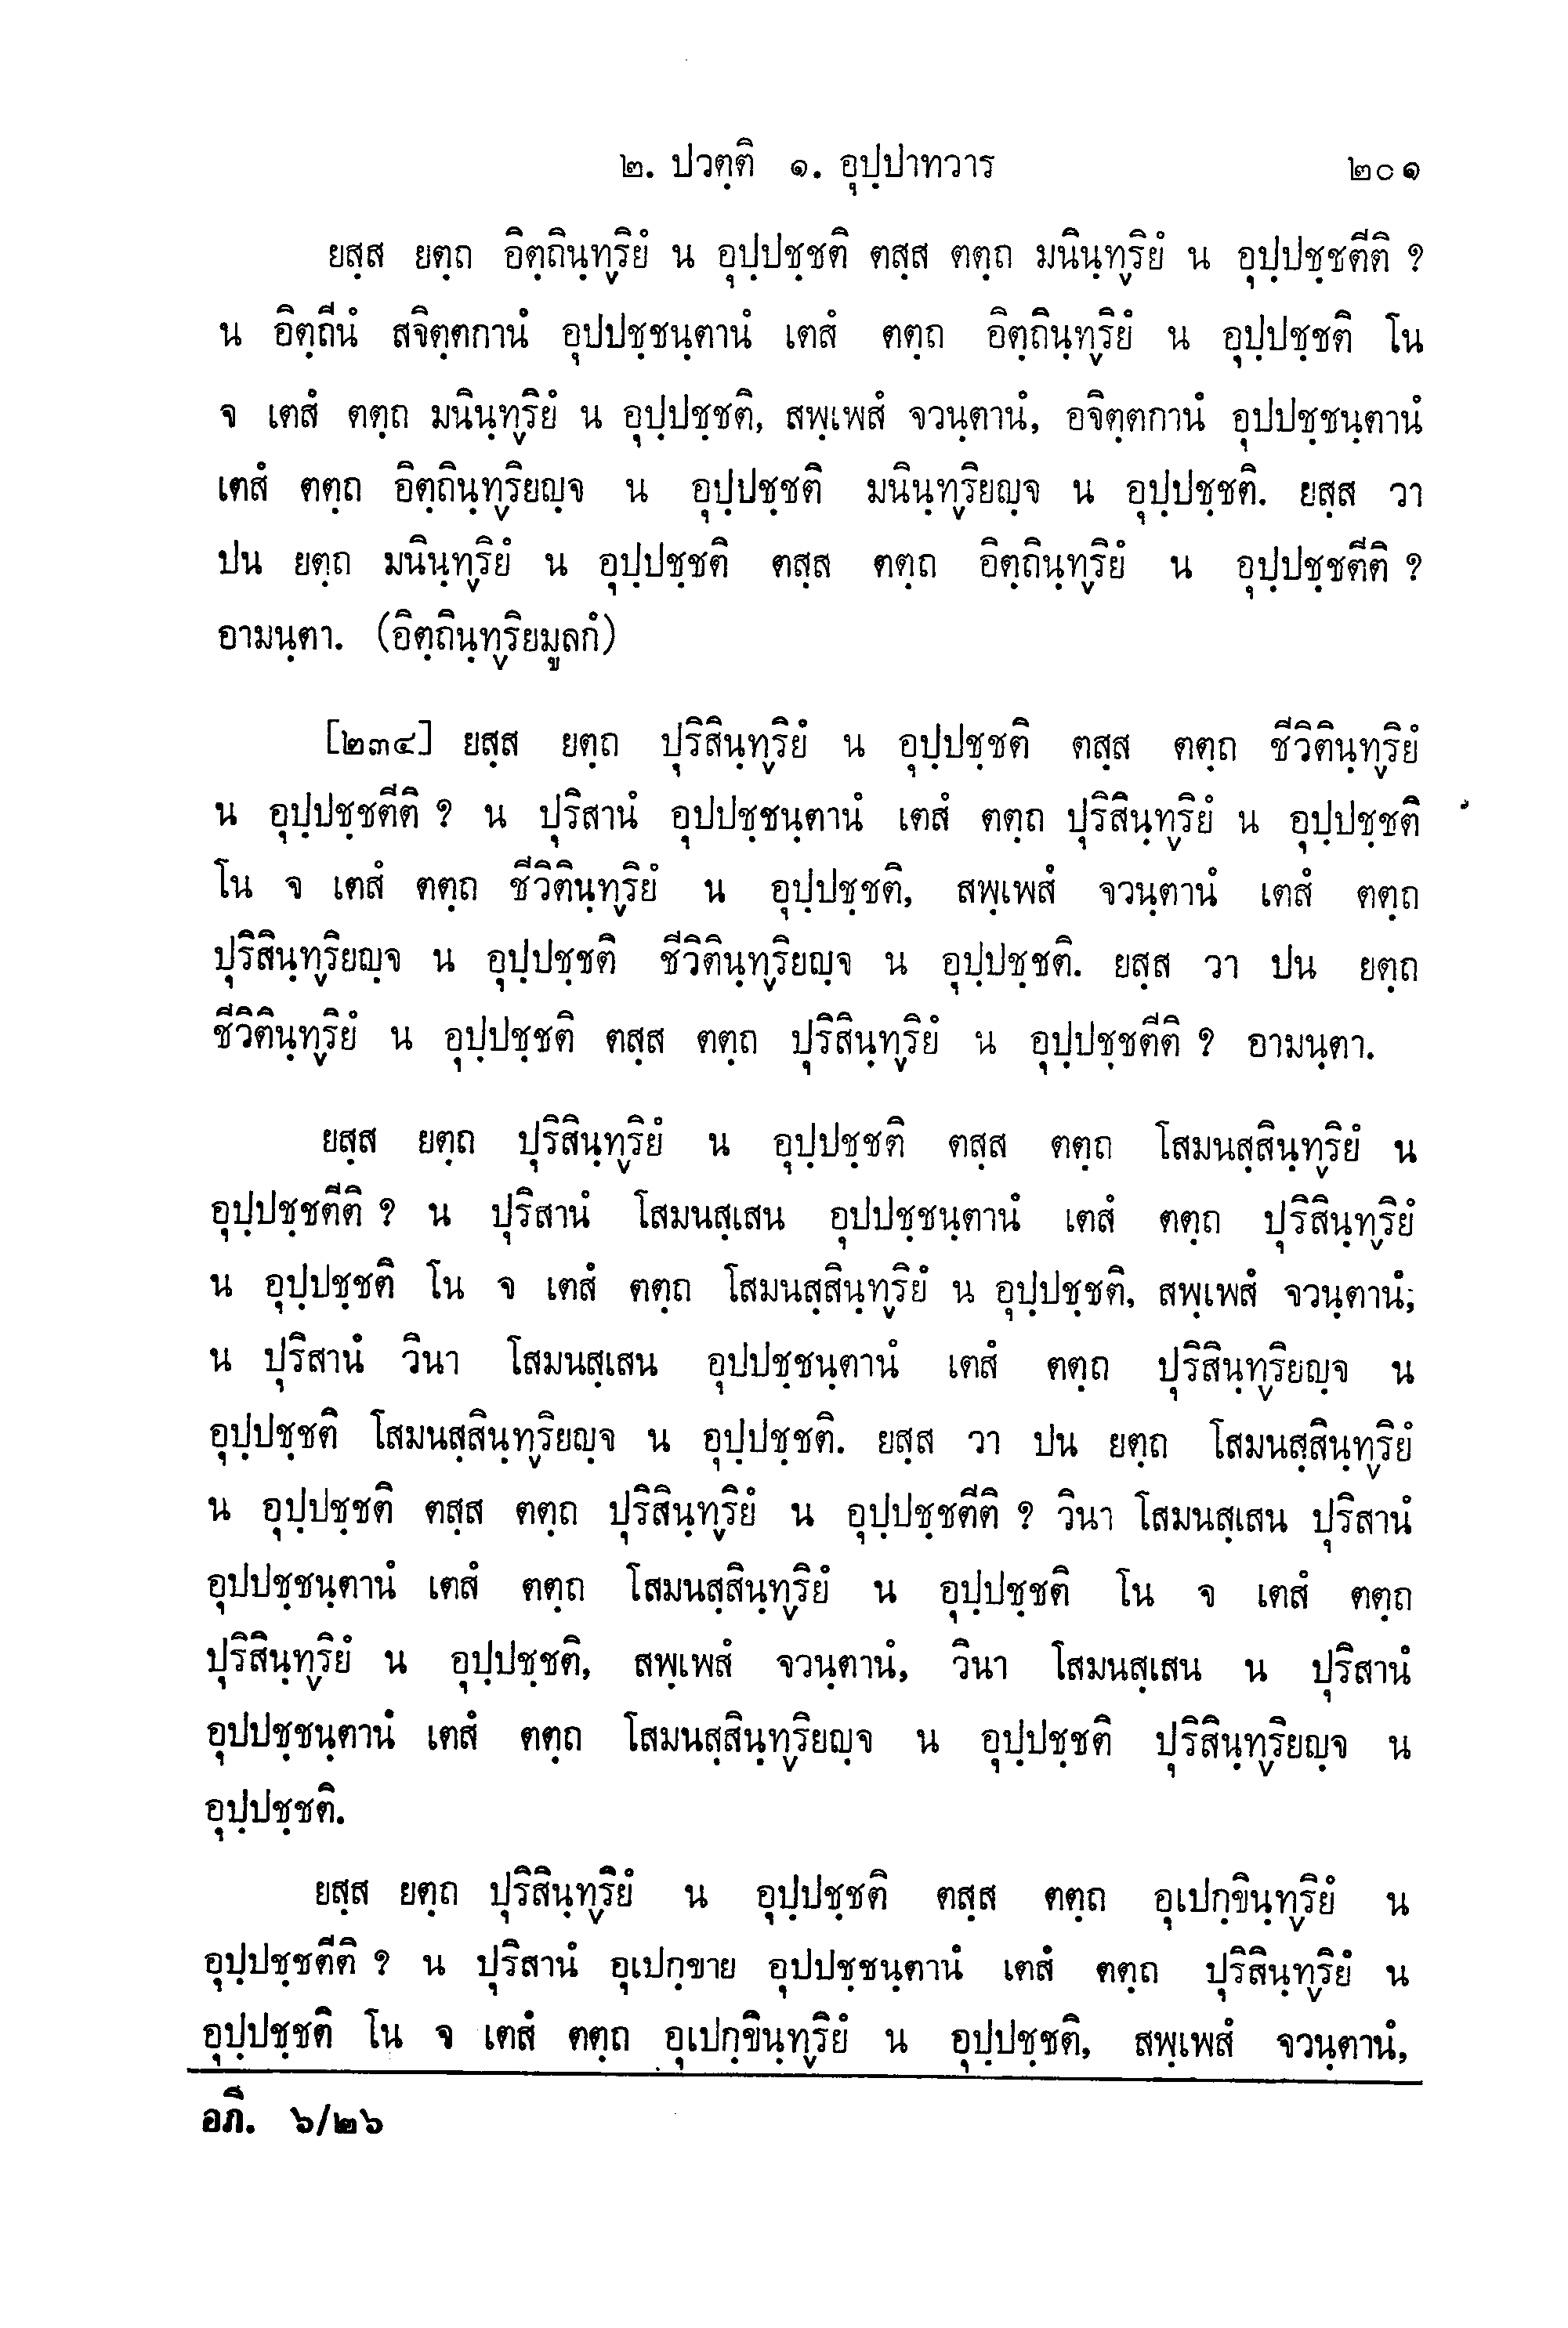 ๒. ปวตฺติ ๑. อุปฺปาทวาร ๒๐๑
ยสฺส ยตฺถ อิตฺถินฺทฺริยํ น อุปฺปชฺชติ ตสฺส ตตฺถ มนินฺทฺริยํ น อุปฺปชฺชตีติ ?
น อิตฺถีนํ สจิตฺตกานํ อุปปชฺชนฺตานํ เตสํ ตตฺถ อิตฺถินฺทฺริยํ น อุปฺปชฺชติ โน
จ เตสํ ตตฺถ มนินฺทฺริยํ น อุปฺปชฺชติ, สพฺเพสํ จวนฺตานํ, อจิตฺตกานํ อุปปชฺชนฺตานํ
เตสํ ตตฺถ อิตฺถินฺทฺริยญฺจ น อุปฺปชฺชติ มนินฺทฺริยญฺจ น อุปฺปชฺชติ. ยสฺส วา
ปน ยตฺถ มนินฺทฺริยํ น อุปฺปชฺชติ ตสฺส ตตฺถ อิตฺถินฺทฺริยํ น อุปฺปชฺชตีติ ?
อามนฺตา. (อิตฺถินฺทฺริยมูลกํ)
[๒๓๔] ยสฺส ยตฺถ ปุริสินฺทฺริยํ น อุปฺปชฺชติ ตสฺส ตตฺถ ชีวิตินฺทฺริยํ
น อุปฺปชฺชตีติ ? น ปุริสานํ อุปปชฺชนฺตานํ เตสํ ตตฺถ ปุริสินฺทฺริยํ น อุปฺปชฺชติ
โน จ เตสํ ตตฺถ ชีวิตินฺทฺริยํ น อุปฺปชฺชติ, สพฺเพสํ จวนฺตานํ เตสํ ตตฺถ
ปุริสินฺทฺริยญฺจ น อุปฺปชฺชติ ชีวิตินฺทฺริยญฺจ น อุปฺปชฺชติ. ยสฺส วา ปน ยตฺถ
ชีวิตินฺทฺริยํ น อุปฺปชฺชติ ตสฺส ตตฺถ ปุริสินฺทฺริยํ น อุปฺปชฺชตีติ ? อามนฺตา.
ยสฺส ยตฺถ ปุริสินฺทฺริยํ น อุปฺปชฺชติ ตสฺส ตตฺถ โสมนสฺสินฺทฺริยํ น
อุปฺปชฺชตีติ ? น ปุริสานํ โสมนสฺเสน อุปปชฺชนฺตานํ เตสํ ตตฺถ ปุริสินฺทฺริยํ
น อุปฺปชฺชติ โน จ เตสํ ตตฺถ โสมนสฺสินฺทฺริยํ น อุปฺปชฺชติ, สพฺเพสํ จวนฺตานํ;
น ปุริสานํ วินา โสมนสฺเสน อุปปชฺชนฺตานํ เตสํ ตตฺถ ปุริสินฺทฺริยญฺจ น
อุปฺปชฺชติ โสมนสฺสินฺทฺริยญฺจ น อุปฺปชฺชติ. ยสฺส วา ปน ยตฺถ โสมนสฺสินฺทฺริยํ
น อุปฺปชฺชติ ตสฺส ตตฺถ ปุริสินฺทฺริยํ น อุปฺปชฺชตีติ ? วินา โสมนสฺเสน ปุริสานํ
อุปปชฺชนฺตานํ เตสํ ตตฺถ โสมนสฺสินฺทฺริยํ น อุปฺปชฺชติ โน จ เตสํ ตตฺถ
ปุริสินฺทฺริยํ น อุปฺปชฺชติ, สพฺเพสํ จวนฺตานํ, วินา โสมนสฺเสน น ปุริสานํ
อุปปชฺชนฺตานํ เตสํ ตตฺถ โสมนสฺสินฺทฺริยญฺจ น อุปฺปชฺชติ ปุริสินฺทฺริยญฺจ น
อุปฺปชฺชติ.
ยสฺส ยตฺถ ปุริสินฺทฺริยํ น อุปฺปชฺชติ ตสฺส ตตฺถ อุเปกฺขินฺทฺริยํ น
อุปฺปชฺชตีติ ? น ปุริสานํ อุเปกฺขาย อุปปชฺชนฺตานํ เตสํ ตตฺถ ปุริสินฺทฺริยํ น
อุปฺปชฺชติ โน จ เตสํ ตตฺถ อุเปกฺขินฺทฺริยํ น อุปฺปชฺชติ, สพฺเพสํ จวนฺตานํ,
อภิ. ๖/๒๖